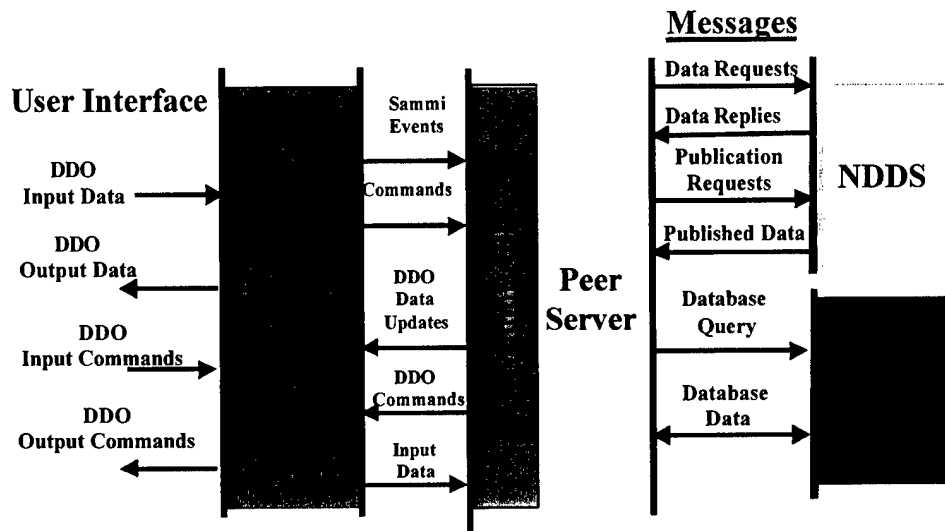 Messages
User Interface
DDO
Input Data
DDO
Output Data
DDO
Input Commands
DDO
Output Commands
Sammi
Events
Commands
DDO
Data
Updates
DDO
Commands
Input
Data
Peer
Server
Data Requests
Data Replies
Publication
Requests
Published Data
Database
Query
Database
Data
NDDS